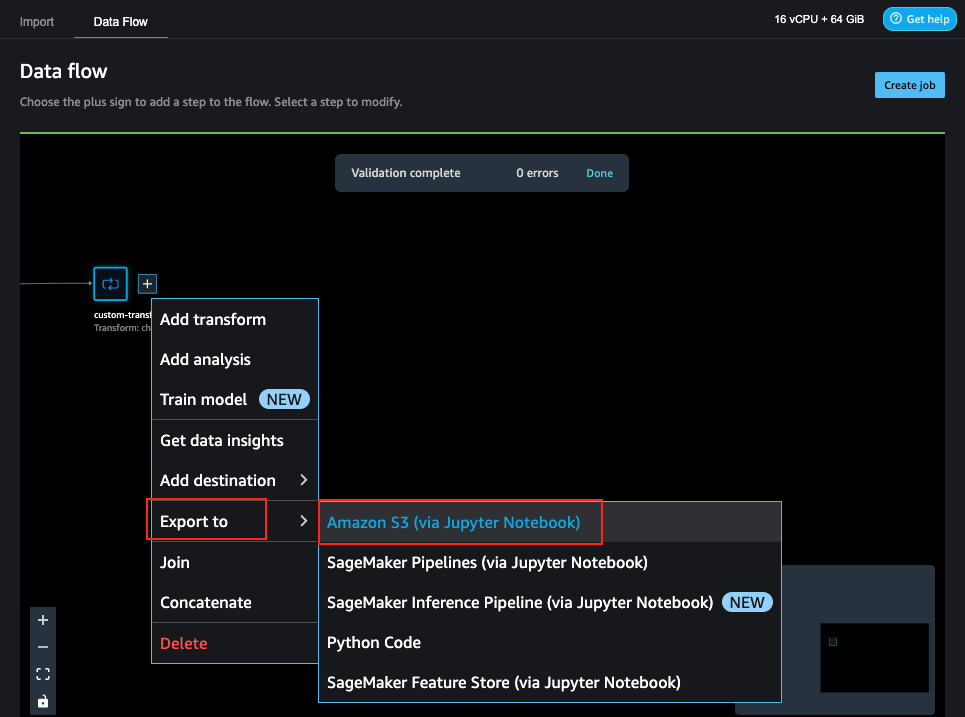 Import
Data Flow
16 vCPU + 64 GiB
Get help
Data flow
Choose the plus sign to add a step to the flow. Select a step to modify.
Create job
Validation complete 0 errors Done
custom-transf
Transform: ch
Add transform
Add analysis
Train model NEW
Get data insights
Add destination
Export to
Amazon S3 (via Jupyter Notebook)
Join
SageMaker Pipelines (via Jupyter Notebook)
Concatenate
SageMaker Inference Pipeline (via Jupyter Notebook) NEW
Delete
Python Code
SageMaker Feature Store (via Jupyter Notebook)